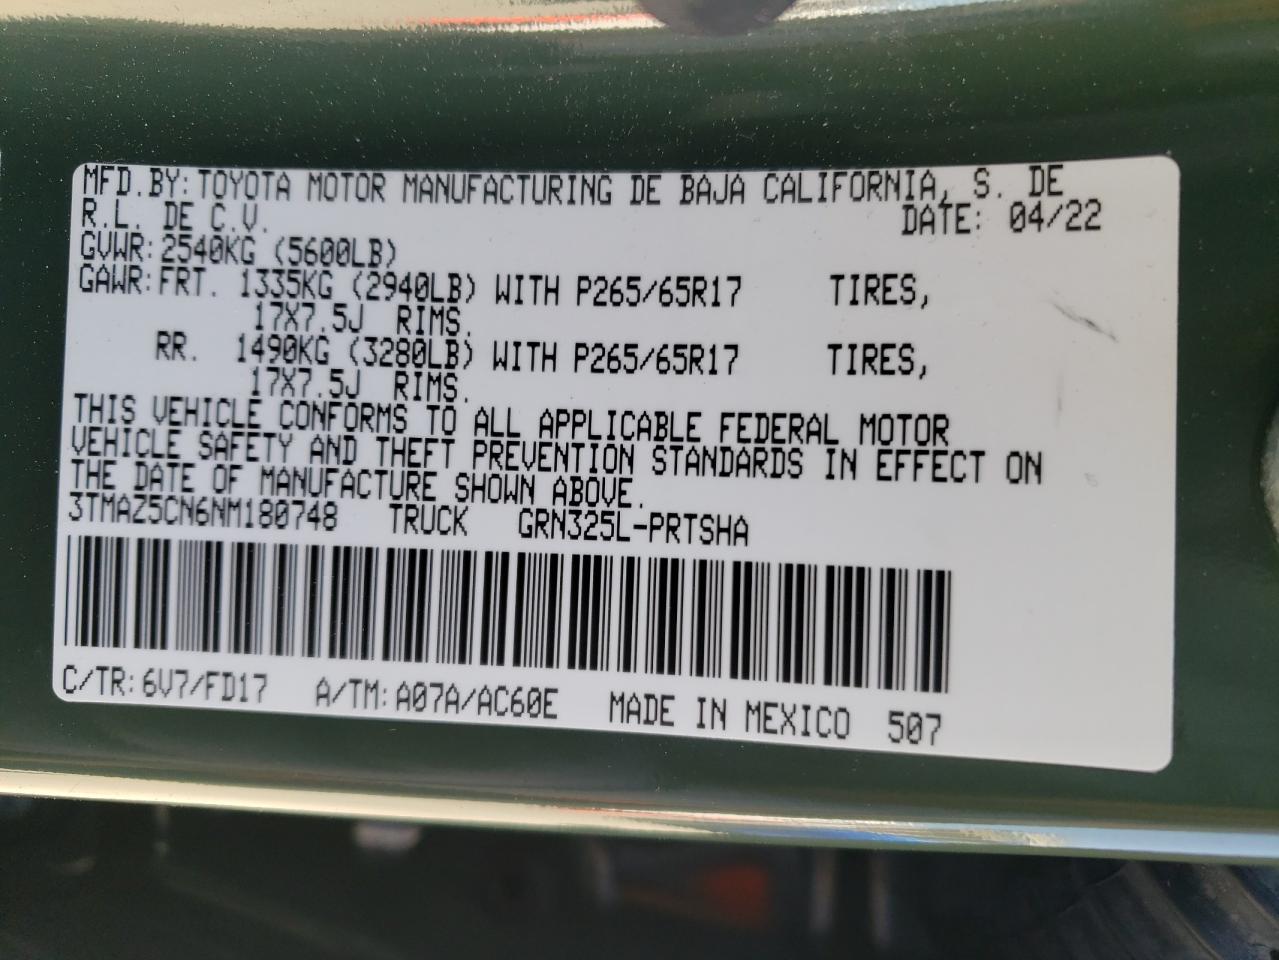 MFD.BY: TOYOTA MOTOR MANUFACTURING DE BAJA CALIFORNIA, S. DE
R.L. DE C.V. DATE: 04/22
GVWR: 2540KG (5600LB)
GAWR: FRT. 1335KG (2940LB) WITH P265/65R17 TIRES,
17X7.5J RIMS.
RR. 1490KG (3280LB) WITH P265/65R17 TIRES,
17X7.5J RIMS.
THIS VEHICLE CONFORMS TO ALL APPLICABLE FEDERAL MOTOR
VEHICLE SAFETY AND THEFT PREVENTION STANDARDS IN EFFECT ON
THE DATE OF MANUFACTURE SHOWN ABOVE.
3TMAZ5CN6NM180748 TRUCK GRN325L-PRTSHA
C/TR: 6V7/FD17 A/TM: A07A/AC60E MADE IN MEXICO 507